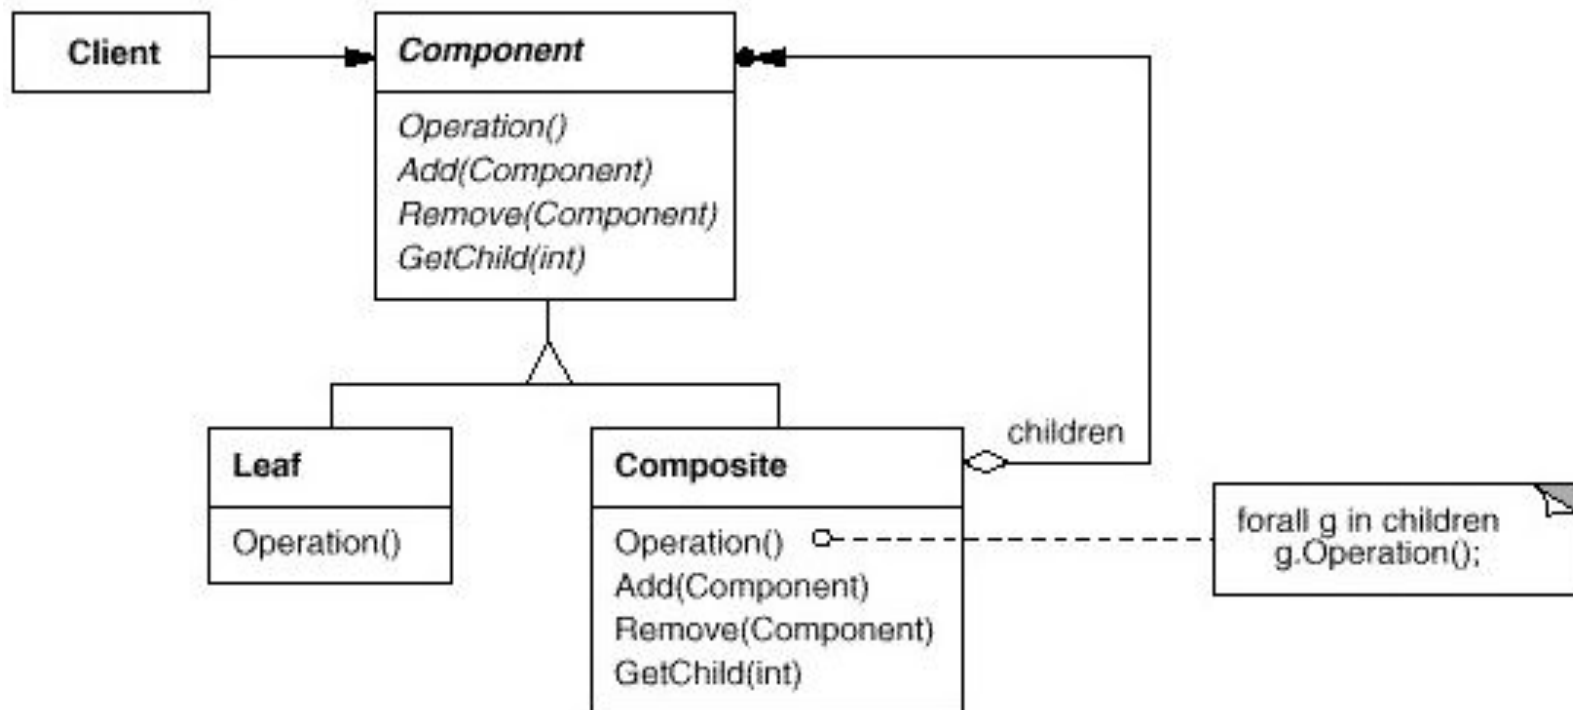 Client
Component
Operation()
Add(Component)
Remove(Component)
GetChild(int)
children
Leaf
Operation()
Composite
Operation()
Add(Component)
Remove(Component)
GetChild(int)
forall g in children
g.Operation();